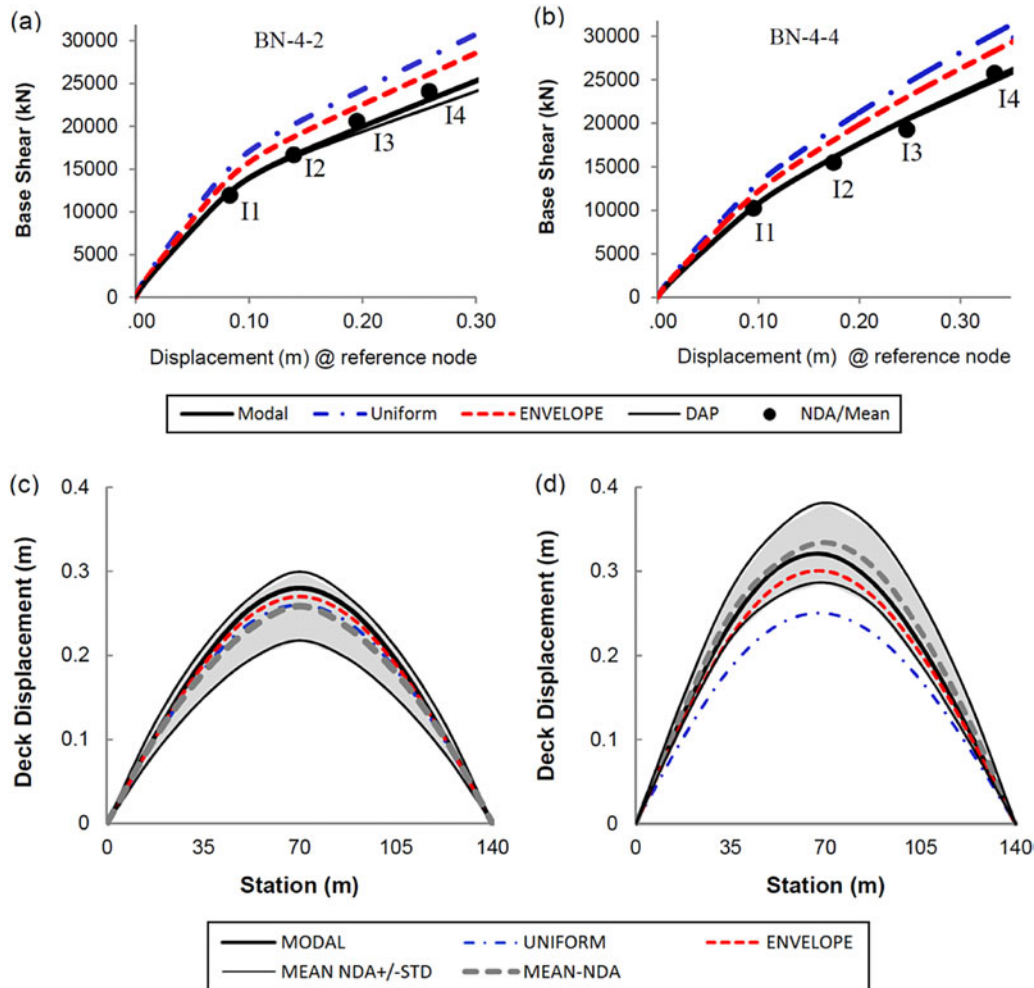 (a)
BN-4-2
Base Shear (kN)
30000
25000
20000
15000
10000
5000
0
I1
I2
I3
I4
.00 0.10 0.20 0.30
Displacement (m) @ reference node
(b)
BN-4-4
Base Shear (kN)
30000
25000
20000
15000
10000
5000
0
I1
I2
I3
I4
.00 0.10 0.20 0.30
Displacement (m) @ reference node
Modal Uniform ENVELOPE DAP NDA/Mean
(c)
Deck Displacement (m)
0.4
0.3
0.2
0.1
0
0 35 70 105 140
Station (m)
(d)
Deck Displacement (m)
0.4
0.3
0.2
0.1
0
0 35 70 105 140
Station (m)
MODAL UNIFORM ENVELOPE
MEAN NDA+/-STD MEAN-NDA